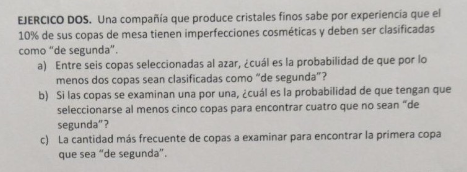 EJERCICO DOS. Una compañía que produce cristales finos sabe por experiencia que el
10% de sus copas de mesa tienen imperfecciones cosméticas y deben ser clasificadas
como "de segunda".
a) Entre seis copas seleccionadas al azar, ¿cuál es la probabilidad de que por lo
menos dos copas sean clasificadas como "de segunda"?
b) Si las copas se examinan una por una, ¿cuál es la probabilidad de que tengan que
seleccionarse al menos cinco copas para encontrar cuatro que no sean "de
segunda"?
c) La cantidad más frecuente de copas a examinar para encontrar la primera copa
que sea "de segunda".